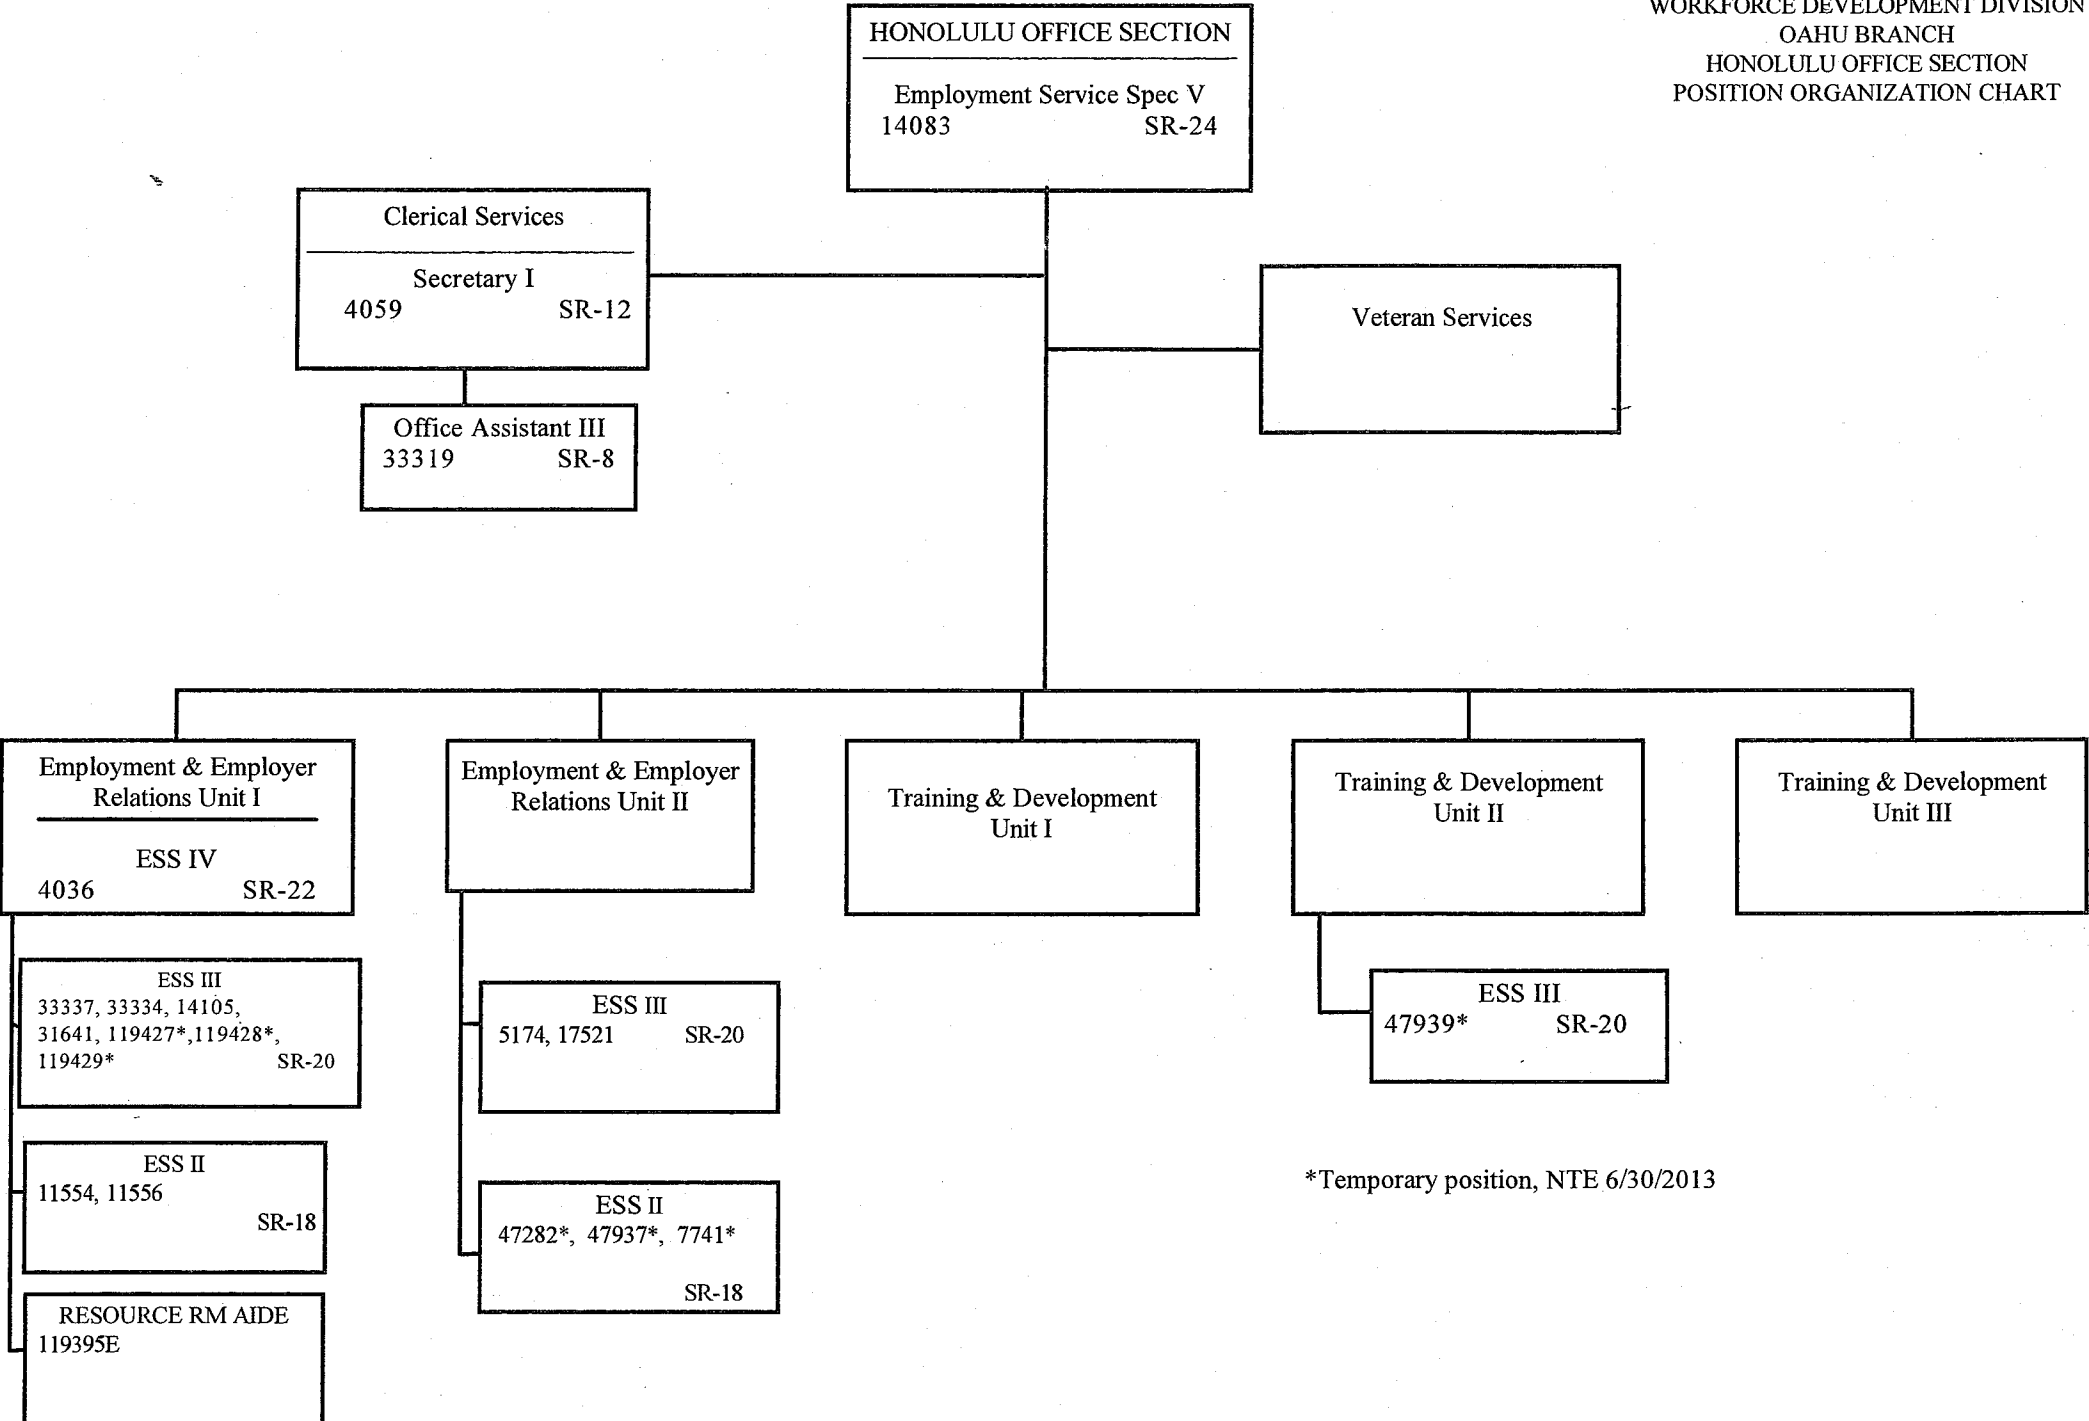 WORKFORCE DEVELOPMENT DIVISION
OAHU BRANCH
HONOLULU OFFICE SECTION
POSITION ORGANIZATION CHART
HONOLULU OFFICE SECTION
Employment Service Spec V
14083 SR-24
Clerical Services
Secretary I
4059 SR-12
Office Assistant III
33319 SR-8
Veteran Services
Employment & Employer
Relations Unit I
ESS IV
4036 SR-22
ESS III
33337, 33334, 14105,
31641, 119427*,119428*,
119429* SR-20
ESS II
11554, 11556
SR-18
RESOURCE RM AIDE
119395E
Employment & Employer
Relations Unit II
ESS III
5174, 17521 SR-20
ESS II
47282*, 47937*, 7741*
SR-18
Training & Development
Unit I
Training & Development
Unit II
ESS III
47939* SR-20
Training & Development
Unit III
*Temporary position, NTE 6/30/2013